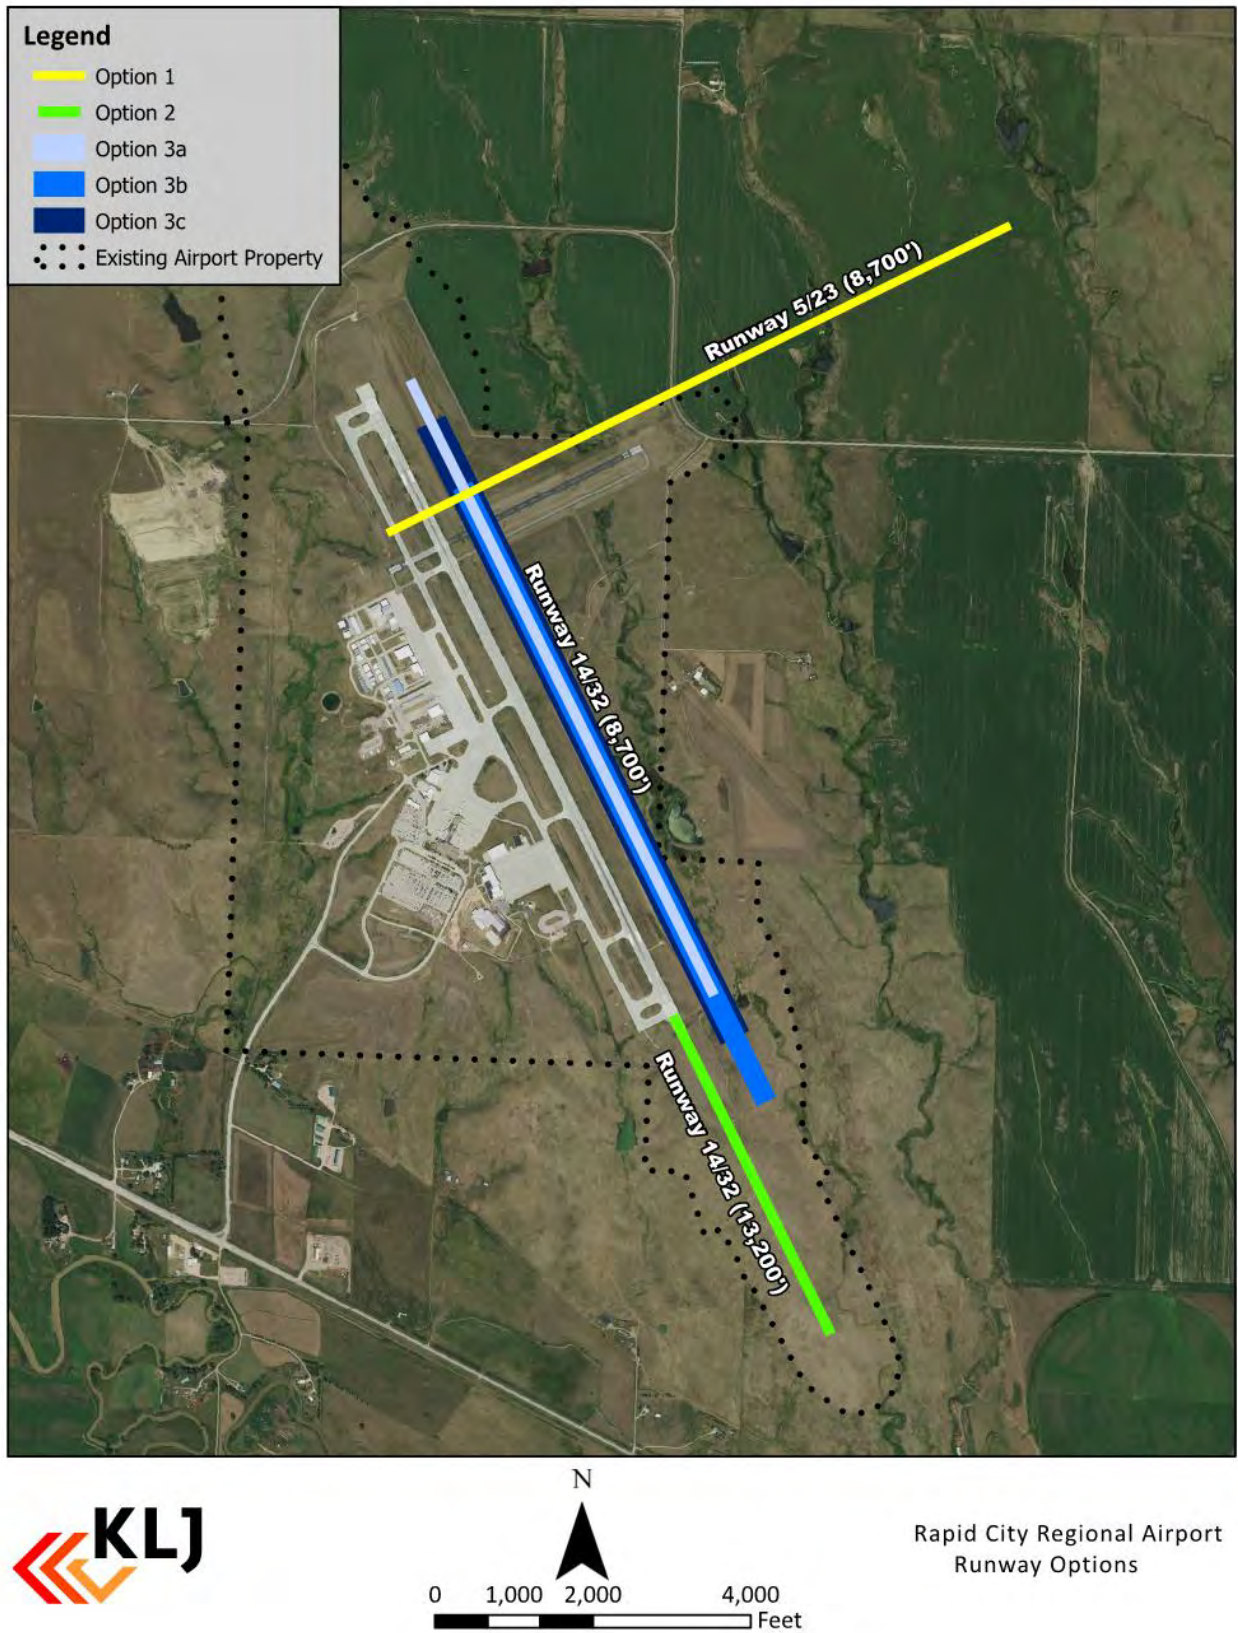 Legend
Option 1
Option 2
Option 3a
Option 3b
Option 3c
Existing Airport Property
Runway 5/23 (8,700')
Runway 14/32 (8,700')
Runway 14/32 (13,200')
KLJ
N
0 1,000 2,000 4,000
Feet
Rapid City Regional Airport
Runway Options